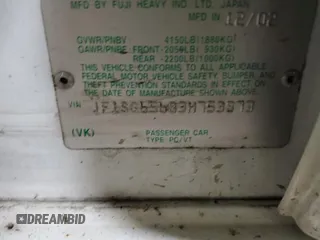 MFD BY FUJI HEAVY IND LTD. JAPAN
MFD IN 12/02
GVWR/PNBV 4150LB(1880KG)
GAWR/PNBE FRONT-2050LB( 930KG)
REAR -2200LB(1000KG)
THIS VEHICLE CONFORMS TO ALL APPLICABLE
FEDERAL MOTOR VEHICLE SAFETY, BUMPER, AND
THEFT PREVENTION STANDARDS IN EFFECT ON THE
DATE OF MANUFACTURE SHOWN ABOVE.
VIN
(VK) PASSENGER CAR
TYPE PC/VT
DREAMBID